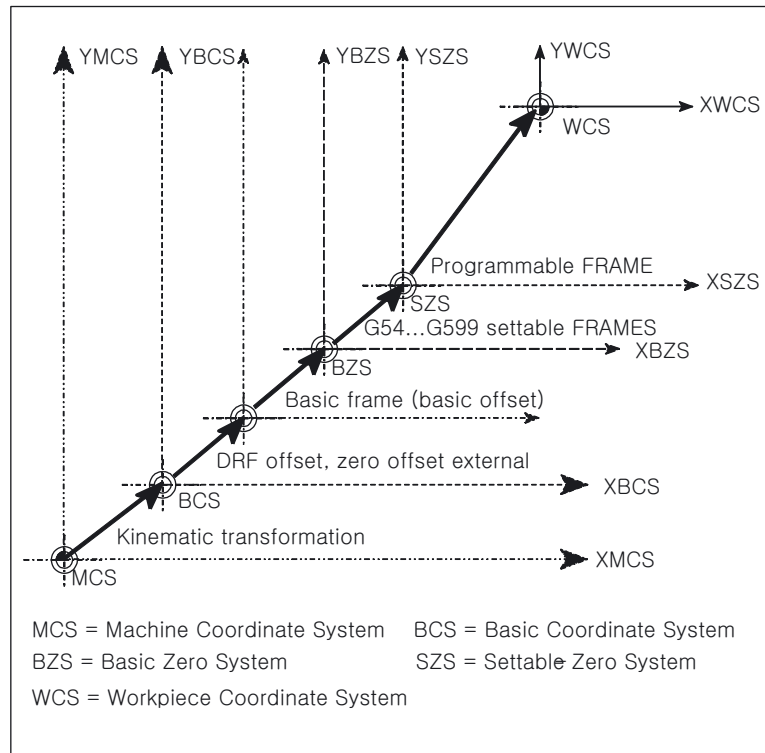 YMCS YBCS YBZS YSZS YWCS
XWCS
WCS
Programmable FRAME
XSZS
SZS
G54...G599 settable FRAMES
XBZS
BZS
Basic frame (basic offset)
DRF offset, zero offset external
XBCS
BCS
Kinematic transformation
XMCS
MCS
MCS = Machine Coordinate System BCS = Basic Coordinate System
BZS = Basic Zero System SZS = Settable Zero System
WCS = Workpiece Coordinate System